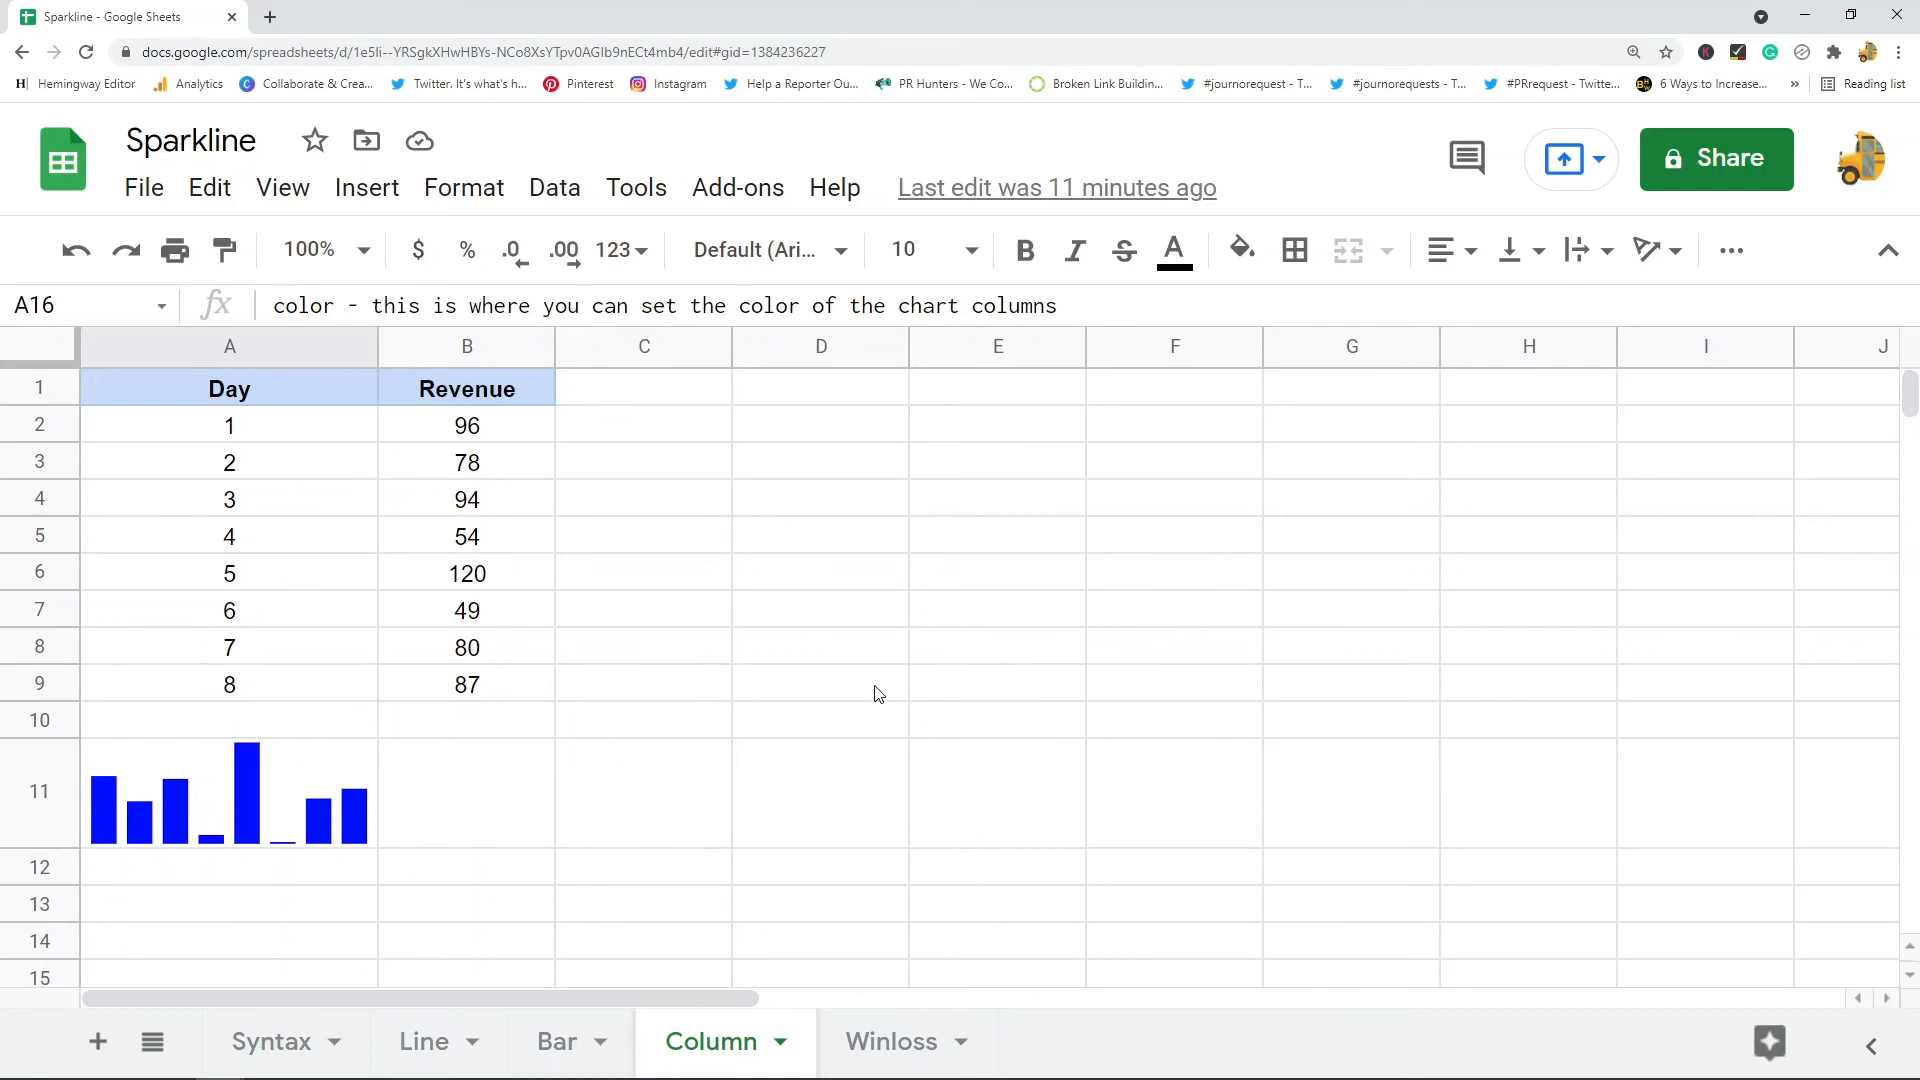 Sparkline - Google Sheets
docs.google.com/spreadsheets/d/1e5li--YRSgkXHwHBYs-NCo8XsYTpv0AGlb9nECt4mb4/edit#gid=1384236227
Hemingway Editor Analytics Collaborate & Crea... Twitter. It's what's h... Pinterest Instagram Help a Reporter Ou... PR Hunters - We Co... Broken Link Buildin... #journorequest - T... #journorequests - T... #PRrequest - Twitte... 6 Ways to Increase... » Reading list
Sparkline
Share
File Edit View Insert Format Data Tools Add-ons Help Last edit was 11 minutes ago
100% $ % .0 .00 123 Default (Ari... 10 B I S A
A16 fx color - this is where you can set the color of the chart columns
A B C D E F G H I J
1 Day Revenue
2 1 96
3 2 78
4 3 94
5 4 54
6 5 120
7 6 49
8 7 80
9 8 87
10
11
12
13
14
15
Syntax Line Bar Column Winloss